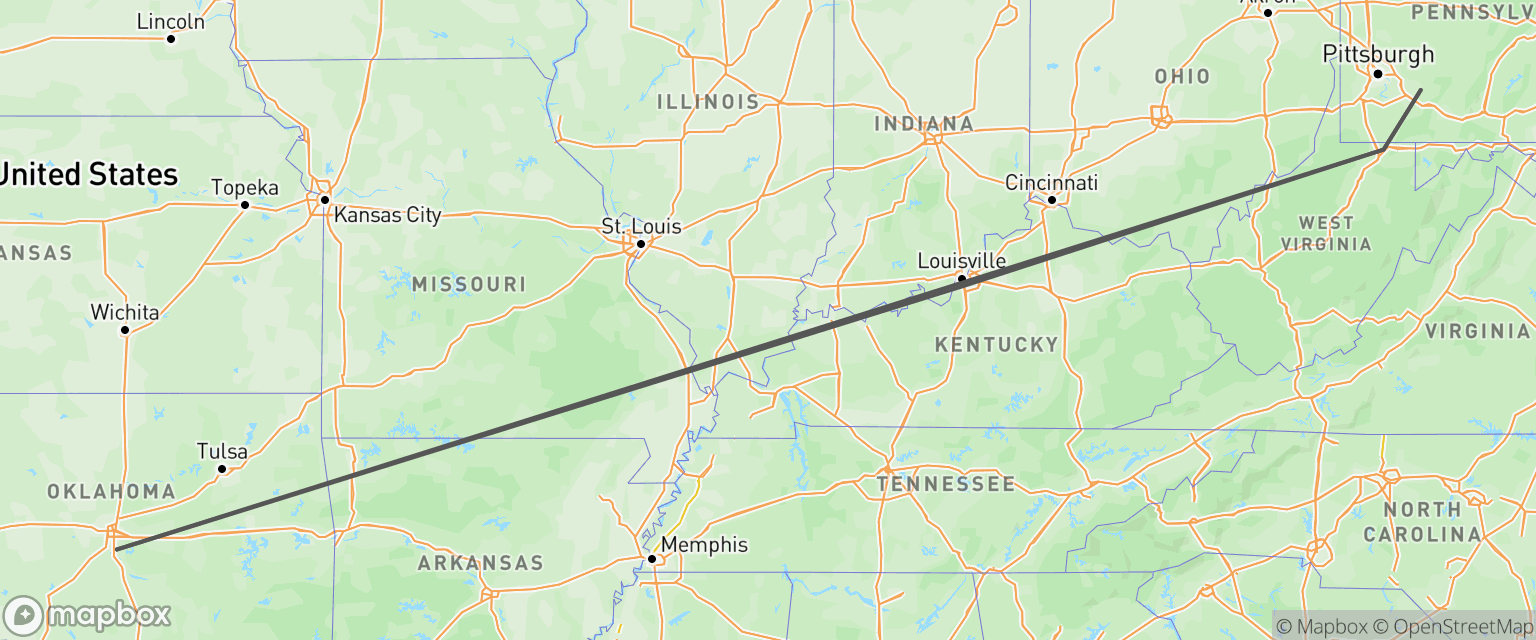 Lincoln
Akron
PENNSYLV
Pittsburgh
OHIO
ILLINOIS
INDIANA
United States
Topeka
Kansas City
Cincinnati
St. Louis
WEST
VIRGINIA
ANSAS
MISSOURI
Louisville
Wichita
KENTUCKY
VIRGINIA
Tulsa
OKLAHOMA
TENNESSEE
NORTH
CAROLINA
Memphis
ARKANSAS
mapbox
© Mapbox © OpenStreetMap